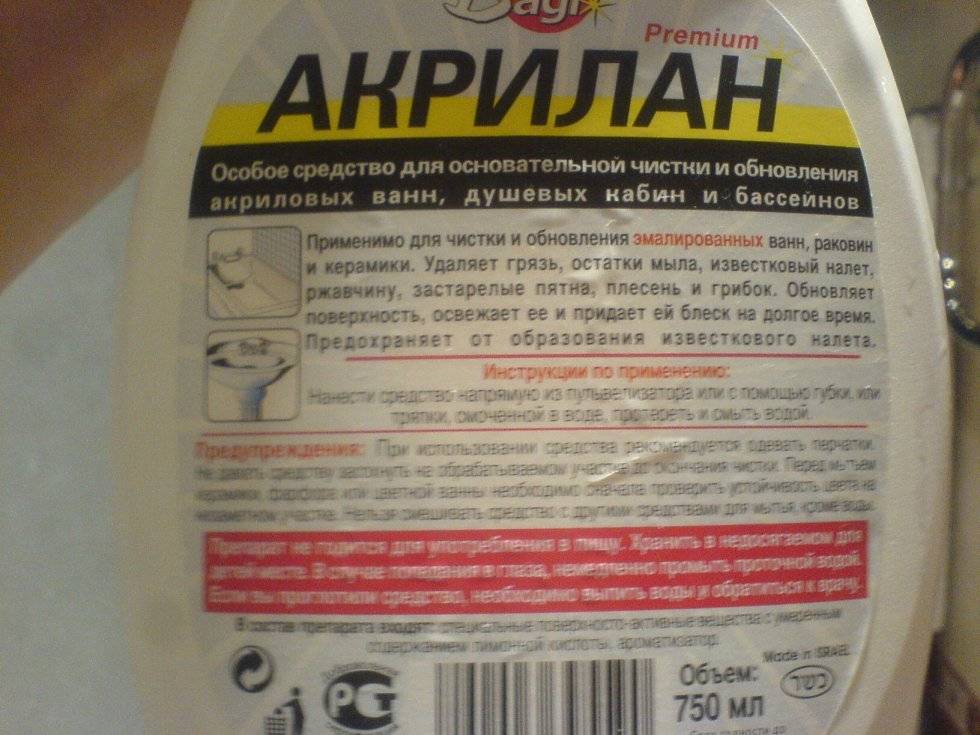 Bagi
Premium
АКРИЛАН
Особое средство для основательной чистки и обновления
акриловых ванн, душевых кабин и бассейнов
Применимо для чистки и обновления эмалированных ванн, раковин
и керамики. Удаляет грязь, остатки мыла, известковый налет,
ржавчину, застарелые пятна, плесень и грибок. Обновляет
поверхность, освежает ее и придает ей блеск на долгое время.
Предохраняет от образования известкового налета.
Инструкции по применению:
Нанести средство напрямую из пульвелизатора или с помощью губки, или
тряпки, смоченной в воде, протереть и смыть водой.
Предупреждения: При использовании средства рекомендуется одевать перчатки.
Не давать средству застохнуть на обрабатываемом участке до окончания чистки. Перед мытьем
керамики, фарфора или цветной ванны необходимо сначала проверить устойчивость цвета на
незаметном участке. Нельзя смешивать средство с другими средствами для мытья, кроме воды.
Препарат не годится для употребления в пищу. Хранить в недосягаемом для
детей месте. В случае попадания в глаза, немедленно промыть проточной водой.
Если вы проглотили средство, необходимо выпить воды и обратиться к врачу.
В состав препарата входят: специальные поверхостно-активные вещества с умеренным
содержанием лимонной кислоты, ароматизатор.
Made in ISRAEL
Объем:
כשר
РСТ
750 мл